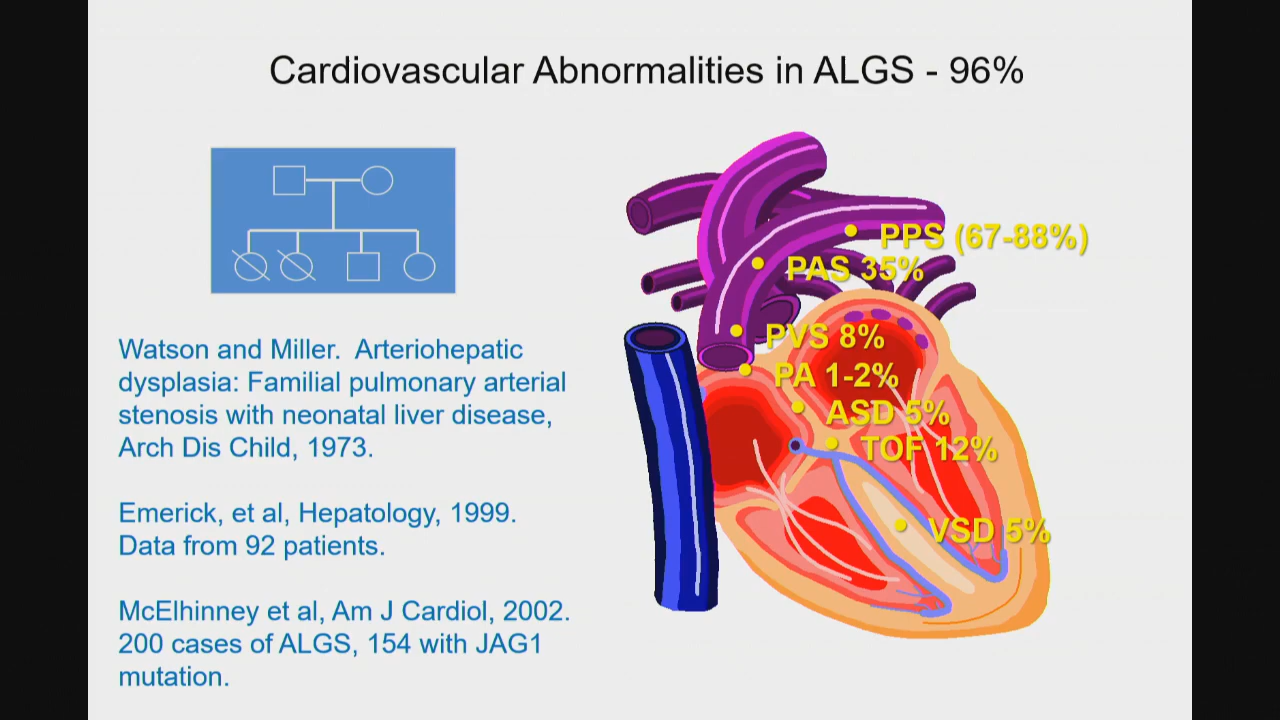 Cardiovascular Abnormalities in ALGS - 96%
Watson and Miller. Arteriohepatic
dysplasia: Familial pulmonary arterial
stenosis with neonatal liver disease,
Arch Dis Child, 1973.
Emerick, et al, Hepatology, 1999.
Data from 92 patients.
McElhinney et al, Am J Cardiol, 2002.
200 cases of ALGS, 154 with JAG1
mutation.
• PPS (67-88%)
• PAS 35%
• PVS 8%
• PA 1-2%
• ASD 5%
• TOF 12%
• VSD 5%